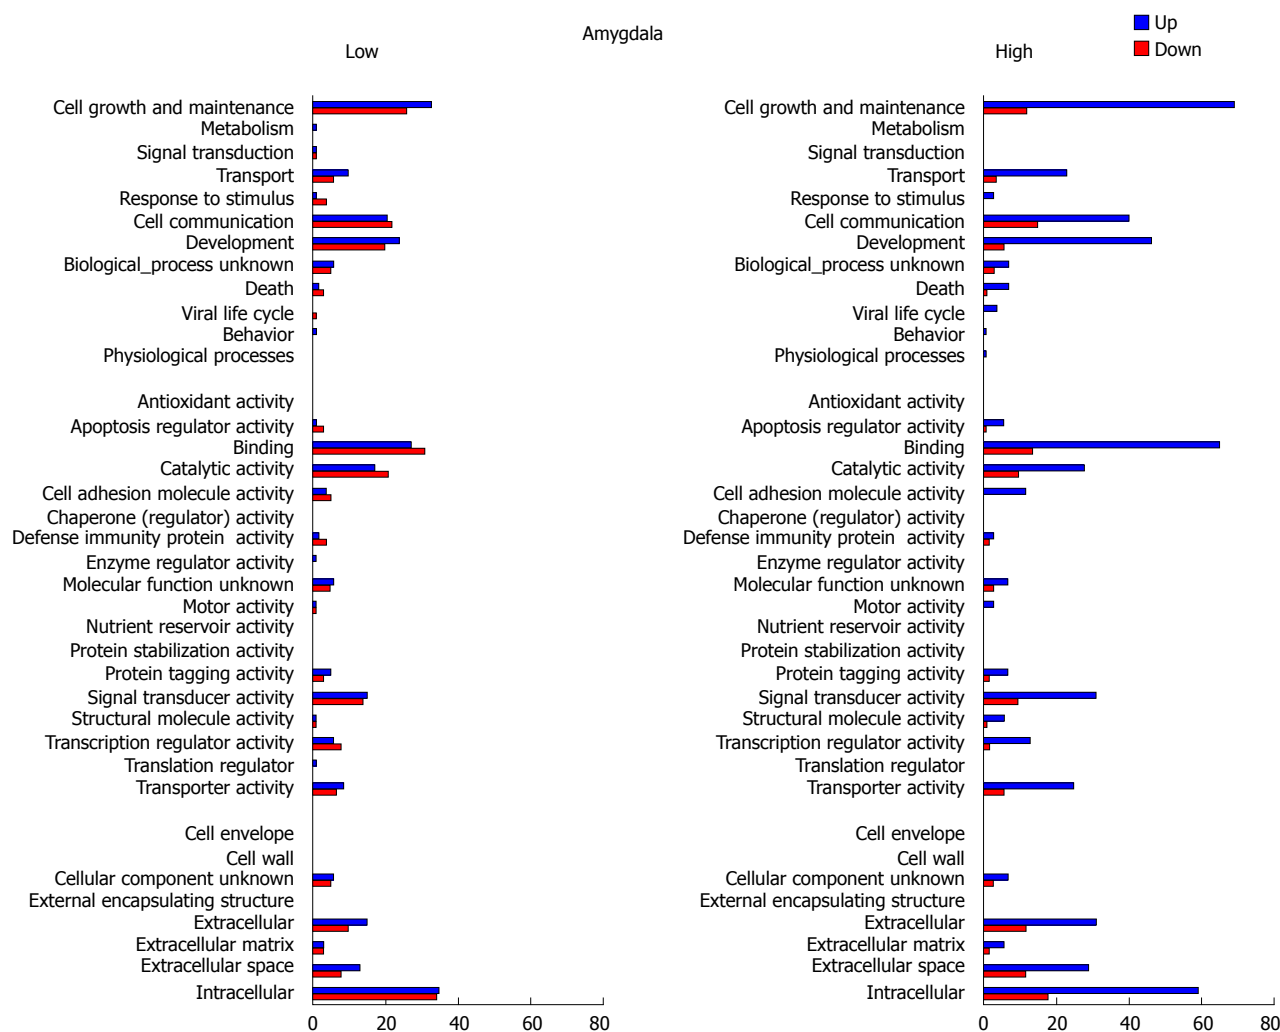 Amygdala
Up
Down
Low
Cell growth and maintenance
Metabolism
Signal transduction
Transport
Response to stimulus
Cell communication
Development
Biological_process unknown
Death
Viral life cycle
Behavior
Physiological processes
Antioxidant activity
Apoptosis regulator activity
Binding
Catalytic activity
Cell adhesion molecule activity
Chaperone (regulator) activity
Defense immunity protein activity
Enzyme regulator activity
Molecular function unknown
Motor activity
Nutrient reservoir activity
Protein stabilization activity
Protein tagging activity
Signal transducer activity
Structural molecule activity
Transcription regulator activity
Translation regulator
Transporter activity
Cell envelope
Cell wall
Cellular component unknown
External encapsulating structure
Extracellular
Extracellular matrix
Extracellular space
Intracellular
0 20 40 60 80
High
Cell growth and maintenance
Metabolism
Signal transduction
Transport
Response to stimulus
Cell communication
Development
Biological_process unknown
Death
Viral life cycle
Behavior
Physiological processes
Antioxidant activity
Apoptosis regulator activity
Binding
Catalytic activity
Cell adhesion molecule activity
Chaperone (regulator) activity
Defense immunity protein activity
Enzyme regulator activity
Molecular function unknown
Motor activity
Nutrient reservoir activity
Protein stabilization activity
Protein tagging activity
Signal transducer activity
Structural molecule activity
Transcription regulator activity
Translation regulator
Transporter activity
Cell envelope
Cell wall
Cellular component unknown
External encapsulating structure
Extracellular
Extracellular matrix
Extracellular space
Intracellular
0 20 40 60 80